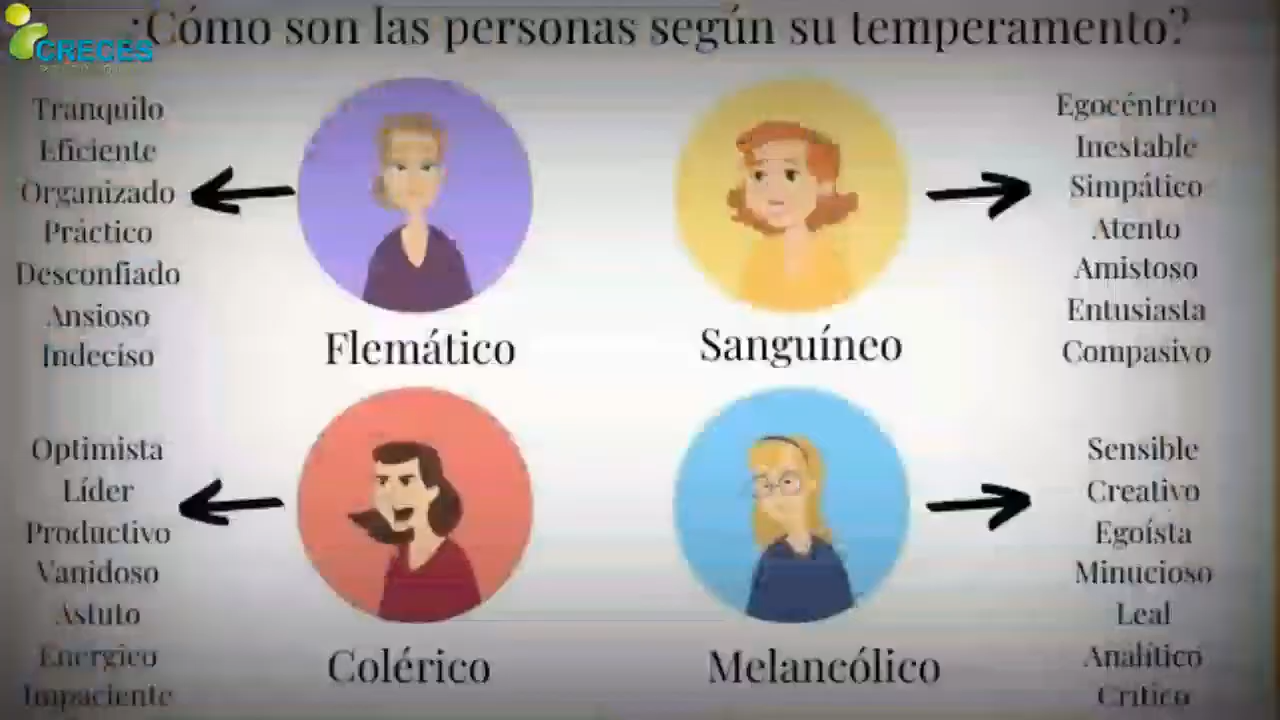 ¿Cómo son las personas según su temperamento?
CRECES
Tranquilo
Eficiente
Organizado
Práctico
Desconfiado
Ansioso
Indeciso
Flemático
Egocéntrico
Inestable
Simpático
Atento
Amistoso
Entusiasta
Compasivo
Sanguíneo
Optimista
Líder
Productivo
Vanidoso
Astuto
Energico
Impaciente
Colérico
Sensible
Creativo
Egoísta
Minucioso
Leal
Analítico
Critico
Melancólico